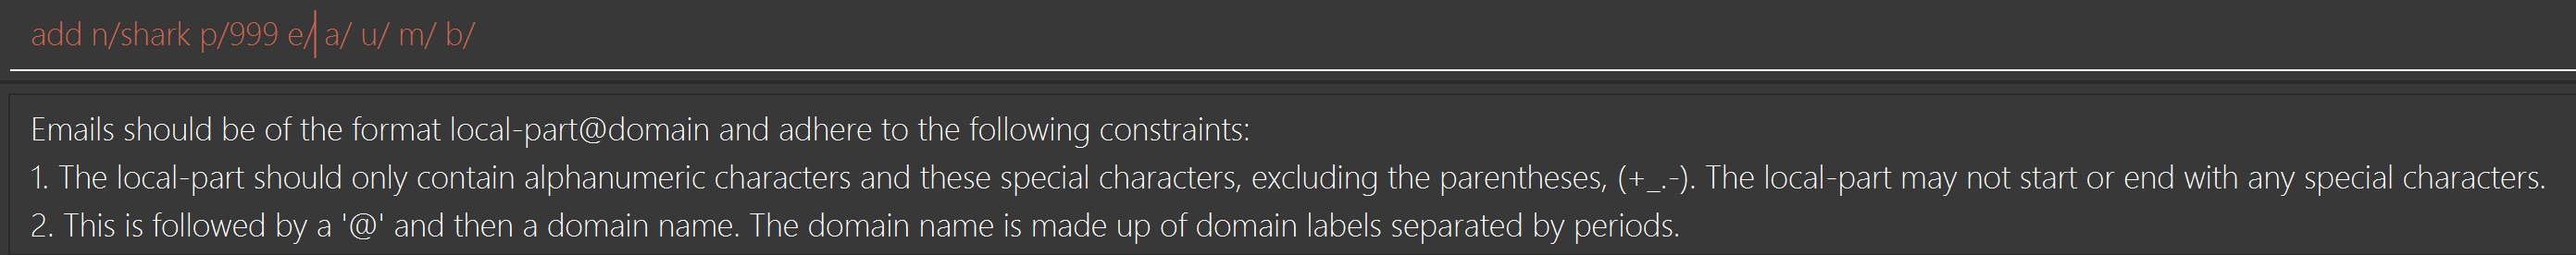 add n/shark p/999 e/ a/ u/ m/ b/
Emails should be of the format local-part@domain and adhere to the following constraints:
1. The local-part should only contain alphanumeric characters and these special characters, excluding the parentheses, (+_.-). The local-part may not start or end with any special characters.
2. This is followed by a '@' and then a domain name. The domain name is made up of domain labels separated by periods.